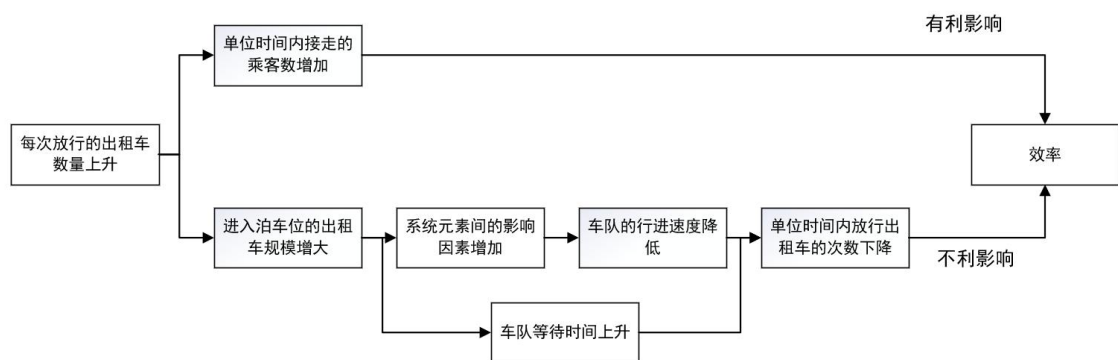 有利影响
单位时间内接走的
乘客数增加
每次放行的出租车
数量上升
效率
进入泊车位的出租
车规模增大
系统元素间的影响
因素增加
车队的行进速度降
低
单位时间内放行出
租车的次数下降
不利影响
车队等待时间上升